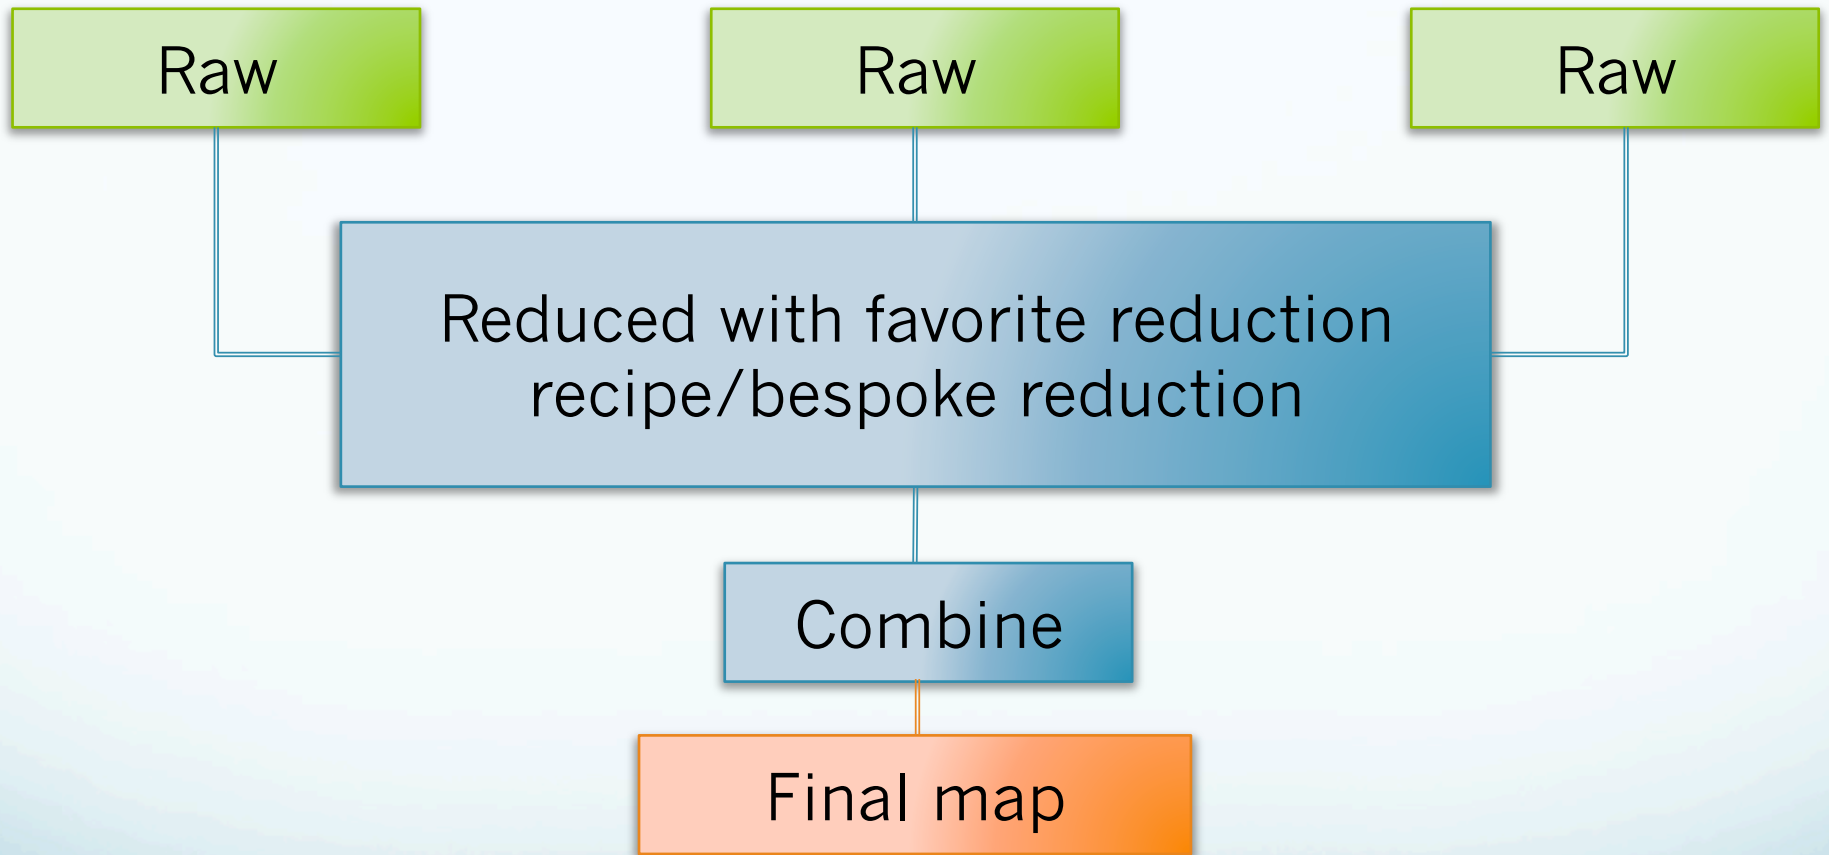 Raw
Raw
Raw
Reduced with favorite reduction
recipe/bespoke reduction
Combine
Final map